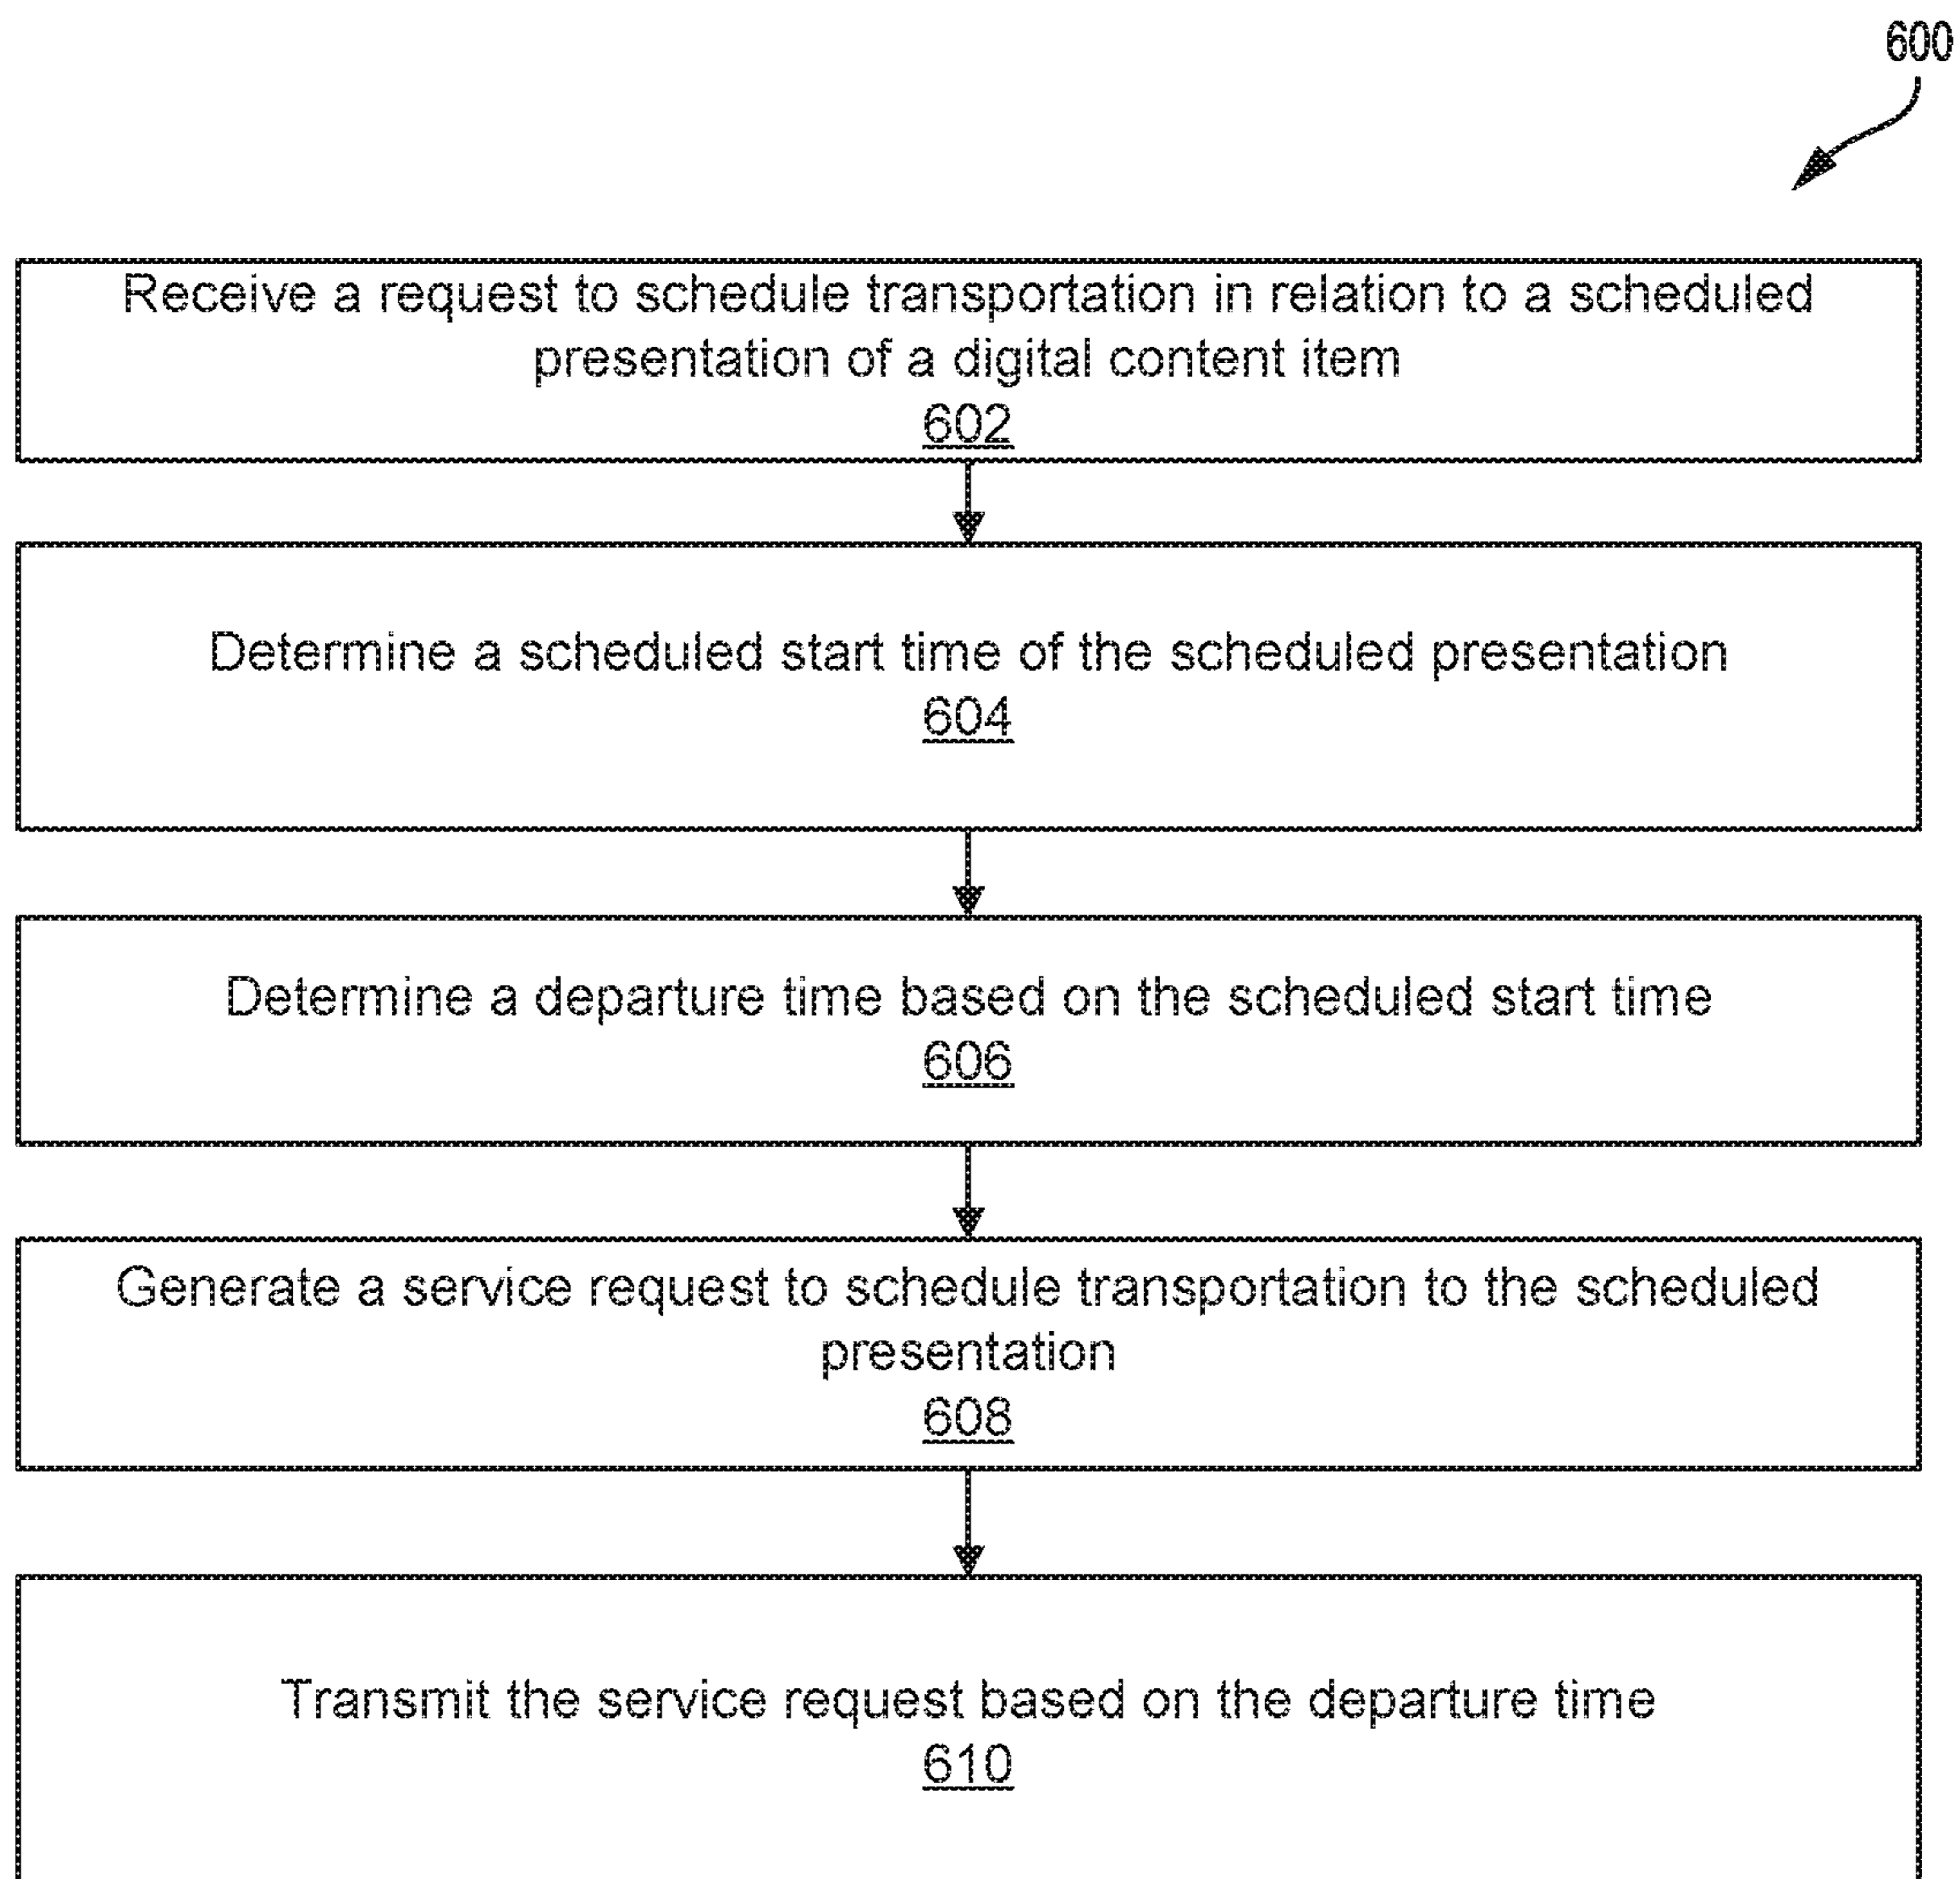 600
Receive a request to schedule transportation in relation to a scheduled
presentation of a digital content item
602
Determine a scheduled start time of the scheduled presentation
604
Determine a departure time based on the scheduled start time
606
Generate a service request to schedule transportation to the scheduled
presentation
608
Transmit the service request based on the departure time
610